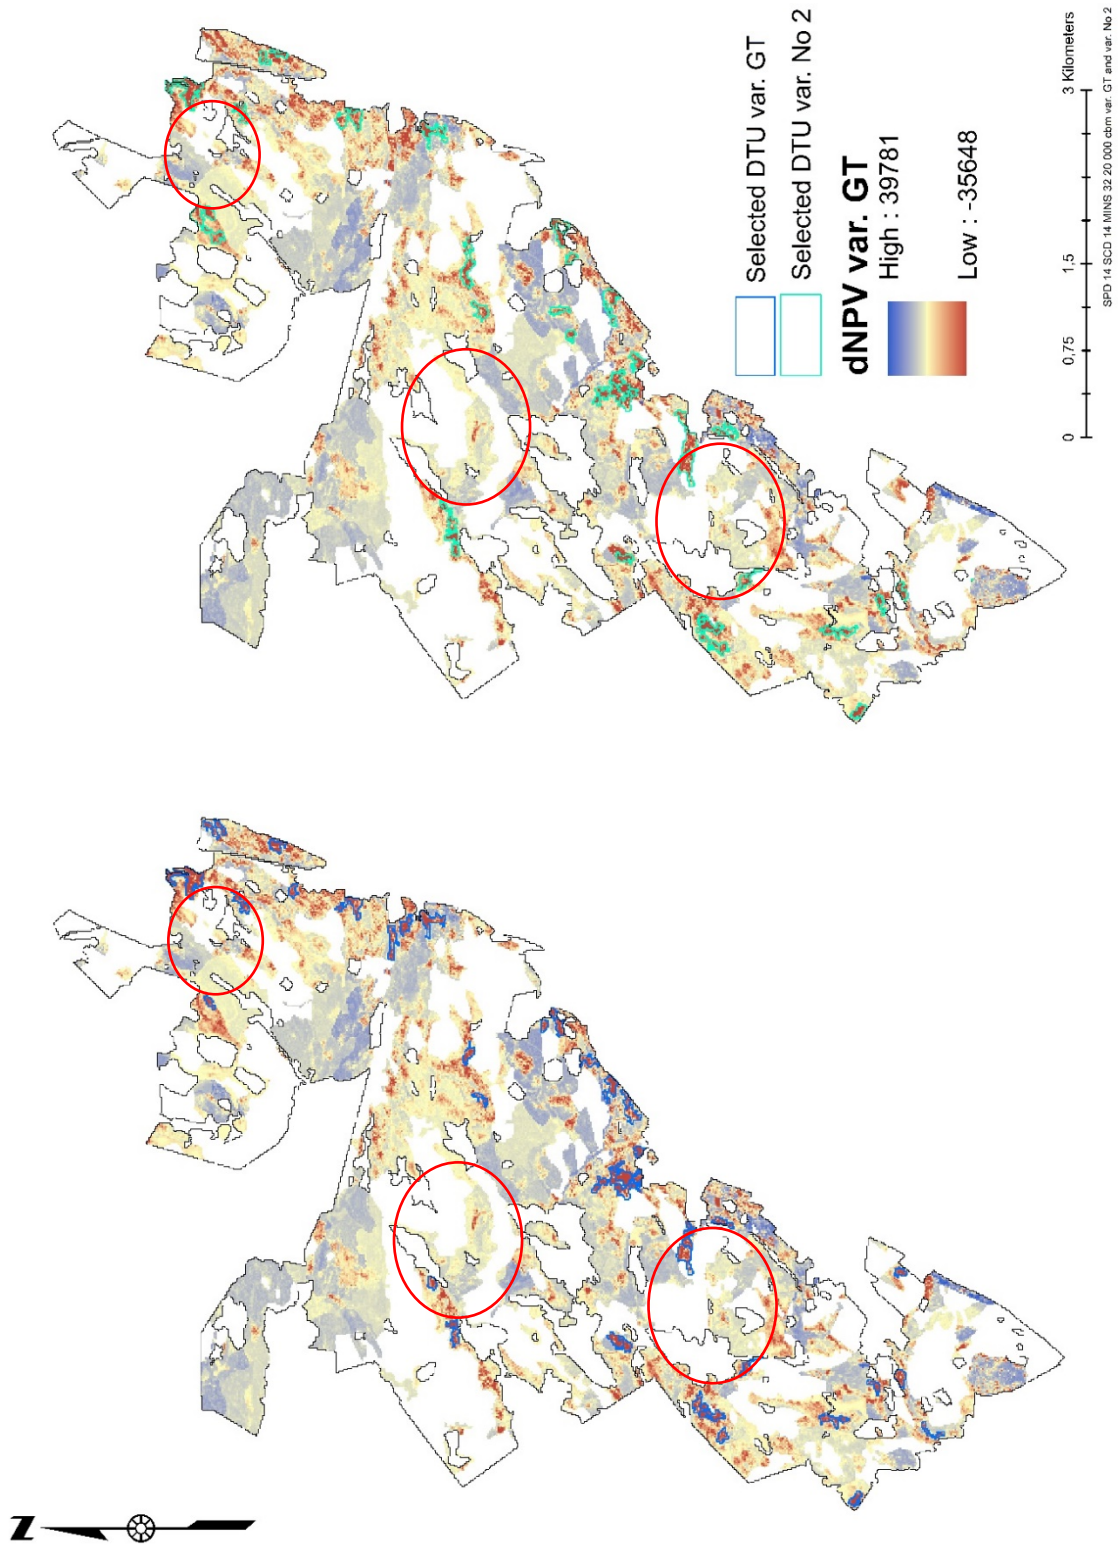 Selected DTU var. GT
Selected DTU var. No 2
dNPV var. GT
High : 39781
Low : -35648
0 0,75 1,5 3 Kilometers
SPD 14 SCD 14 MINS 32 20 000 cbm var. GT and var. No 2
N